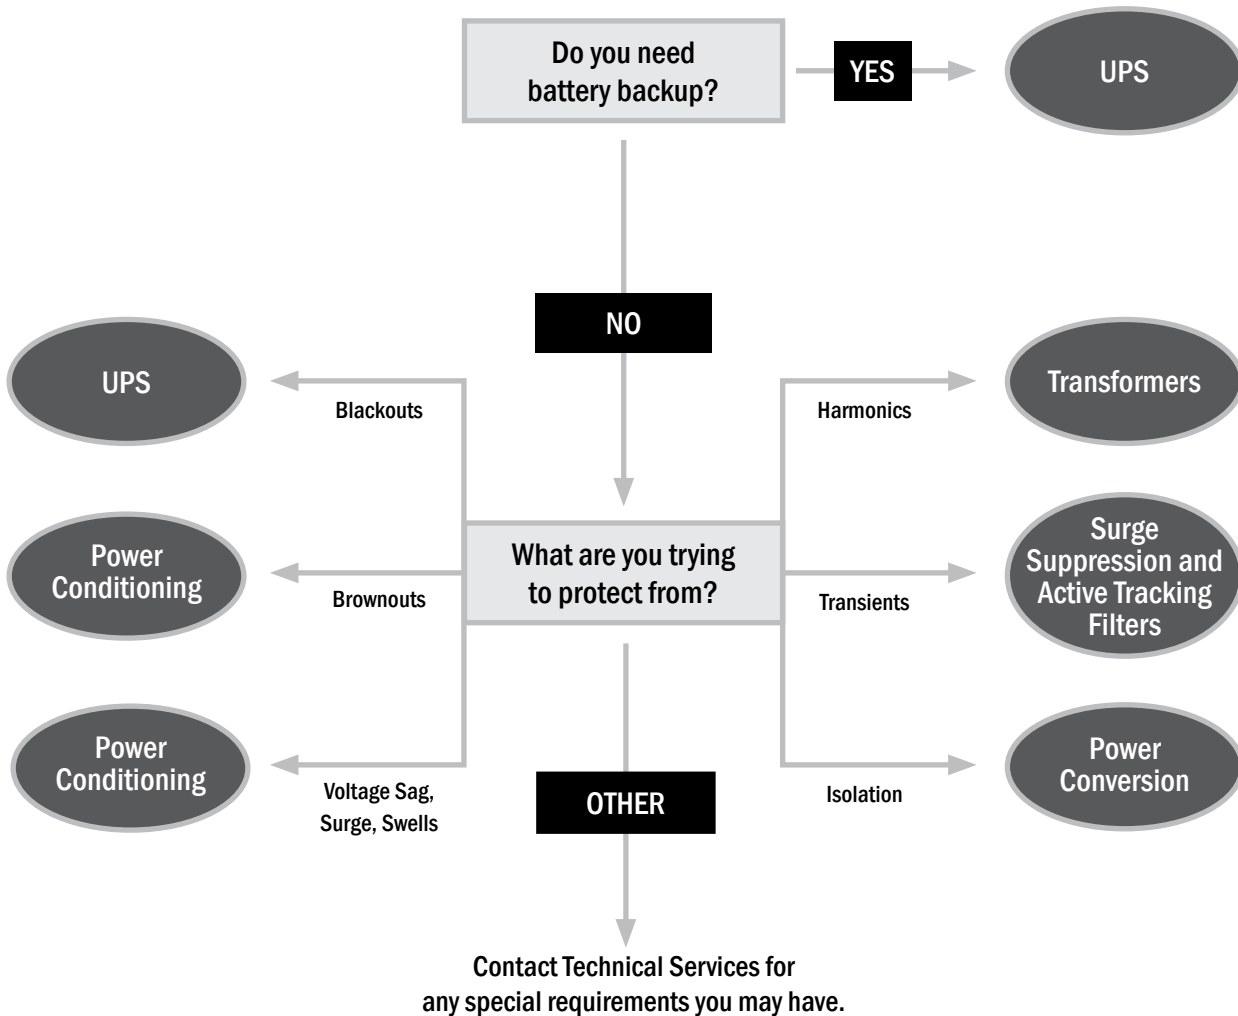 Do you need
battery backup?
YES
UPS
NO
UPS
Blackouts
Harmonics
Transformers
Power
Conditioning
Brownouts
What are you trying
to protect from?
Transients
Surge
Suppression and
Active Tracking
Filters
Power
Conditioning
Voltage Sag,
Surge, Swells
OTHER
Isolation
Power
Conversion
Contact Technical Services for
any special requirements you may have.